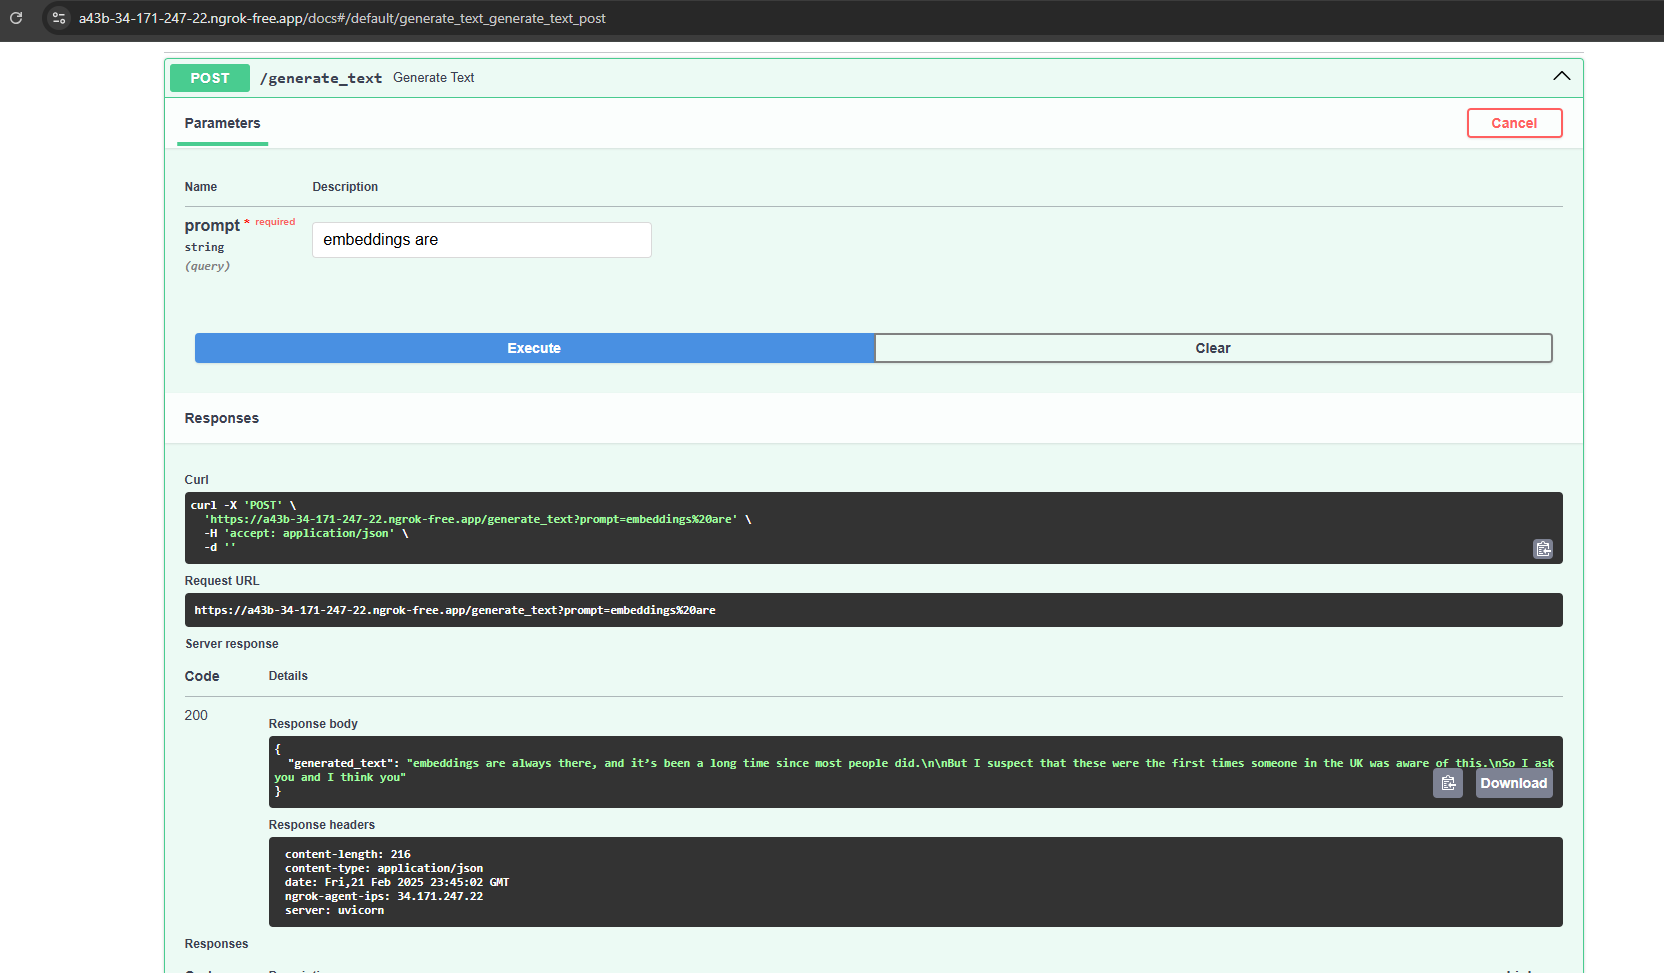 a43b-34-171-247-22.ngrok-free.app/docs#/default/generate_text_generate_text_post
POST /generate_text Generate Text
Parameters
Cancel
Name Description
prompt * required
string
(query)
embeddings are
Execute Clear
Responses
Curl
curl -X 'POST' \
'https://a43b-34-171-247-22.ngrok-free.app/generate_text?prompt=embeddings%20are' \
-H 'accept: application/json' \
-d ''
Request URL
https://a43b-34-171-247-22.ngrok-free.app/generate_text?prompt=embeddings%20are
Server response
Code Details
200
Response body
{
"generated_text": "embeddings are always there, and it’s been a long time since most people did.\n\nBut I suspect that these were the first times someone in the UK was aware of this.\nSo I ask
you and I think you"
}
Download
Response headers
content-length: 216
content-type: application/json
date: Fri,21 Feb 2025 23:45:02 GMT
ngrok-agent-ips: 34.171.247.22
server: uvicorn
Responses